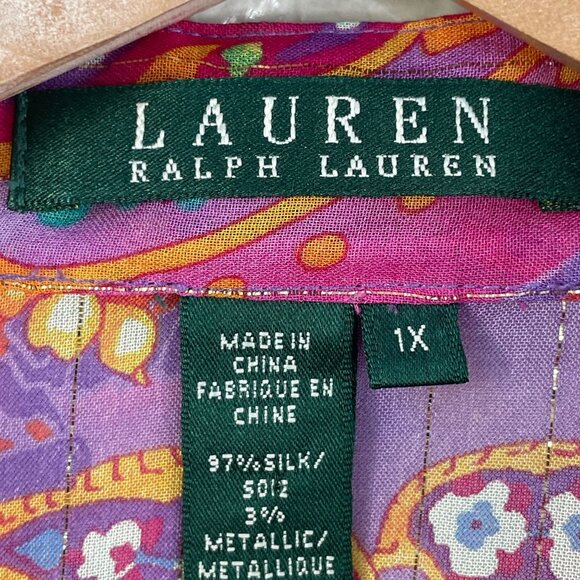 LAUREN
RALPH LAUREN
1X
MADE IN
CHINA
FABRIQUE EN
CHINE
97% SILK/
SOIE
3%
METALLIC/
METALLIQUE